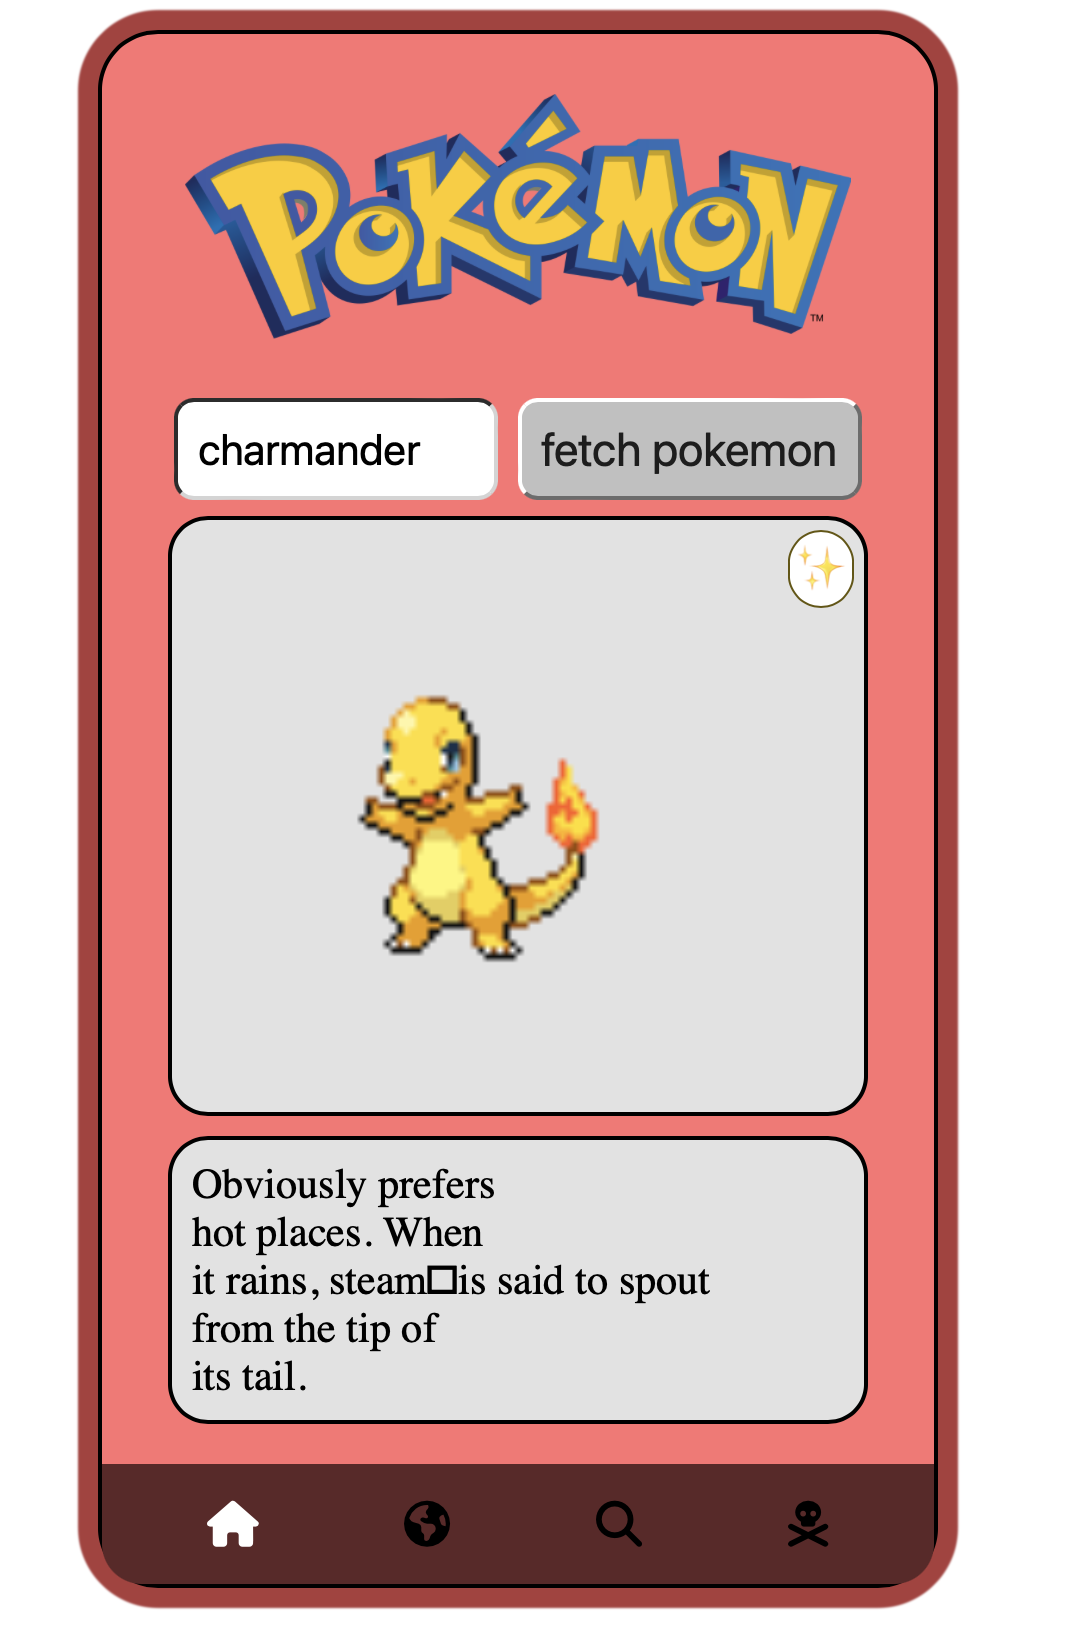 POKéMON
TM
charmander
fetch pokemon
Obviously prefers
hot places. When
it rains, steam□is said to spout
from the tip of
its tail.